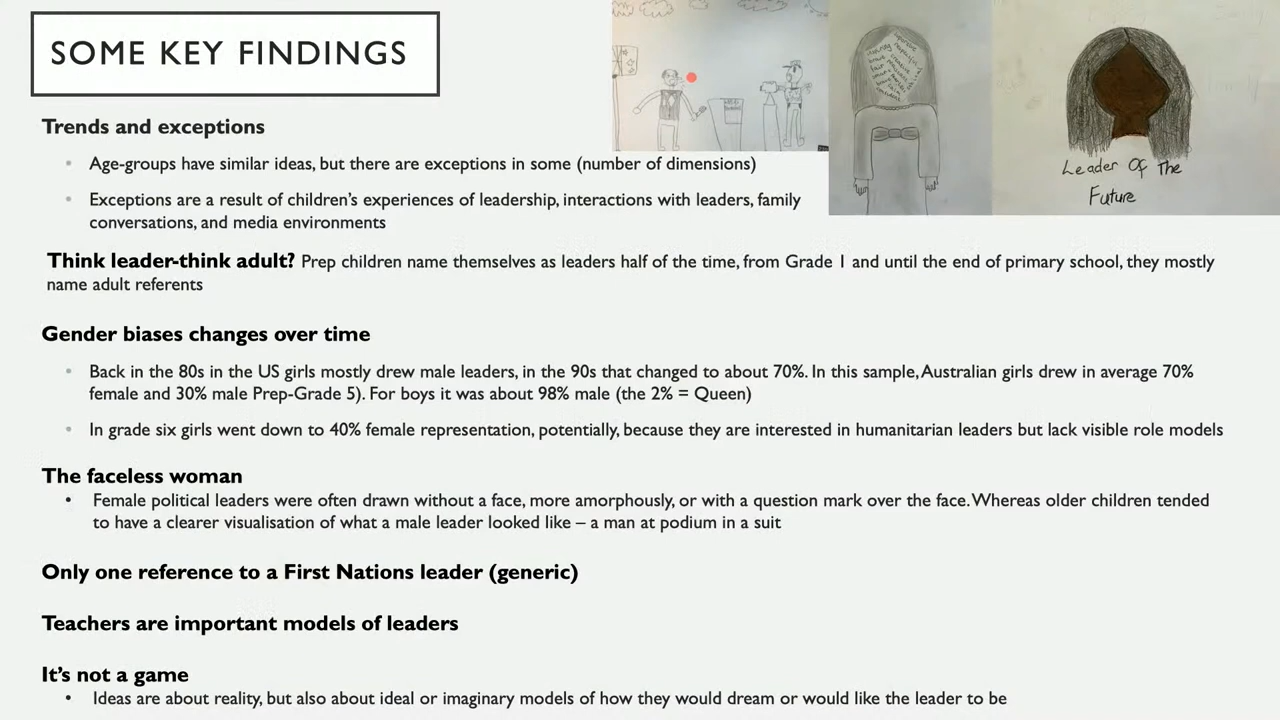 SOME KEY FINDINGS
Trends and exceptions
• Age-groups have similar ideas, but there are exceptions in some (number of dimensions)
• Exceptions are a result of children's experiences of leadership, interactions with leaders, family
conversations, and media environments
Think leader-think adult? Prep children name themselves as leaders half of the time, from Grade 1 and until the end of primary school, they mostly
name adult referents
Gender biases changes over time
• Back in the 80s in the US girls mostly drew male leaders, in the 90s that changed to about 70%. In this sample, Australian girls drew in average 70%
female and 30% male Prep-Grade 5). For boys it was about 98% male (the 2% = Queen)
• In grade six girls went down to 40% female representation, potentially, because they are interested in humanitarian leaders but lack visible role models
The faceless woman
• Female political leaders were often drawn without a face, more amorphously, or with a question mark over the face. Whereas older children tended
to have a clearer visualisation of what a male leader looked like – a man at podium in a suit
Only one reference to a First Nations leader (generic)
Teachers are important models of leaders
It's not a game
• Ideas are about reality, but also about ideal or imaginary models of how they would dream or would like the leader to be
Leader Of The
Future